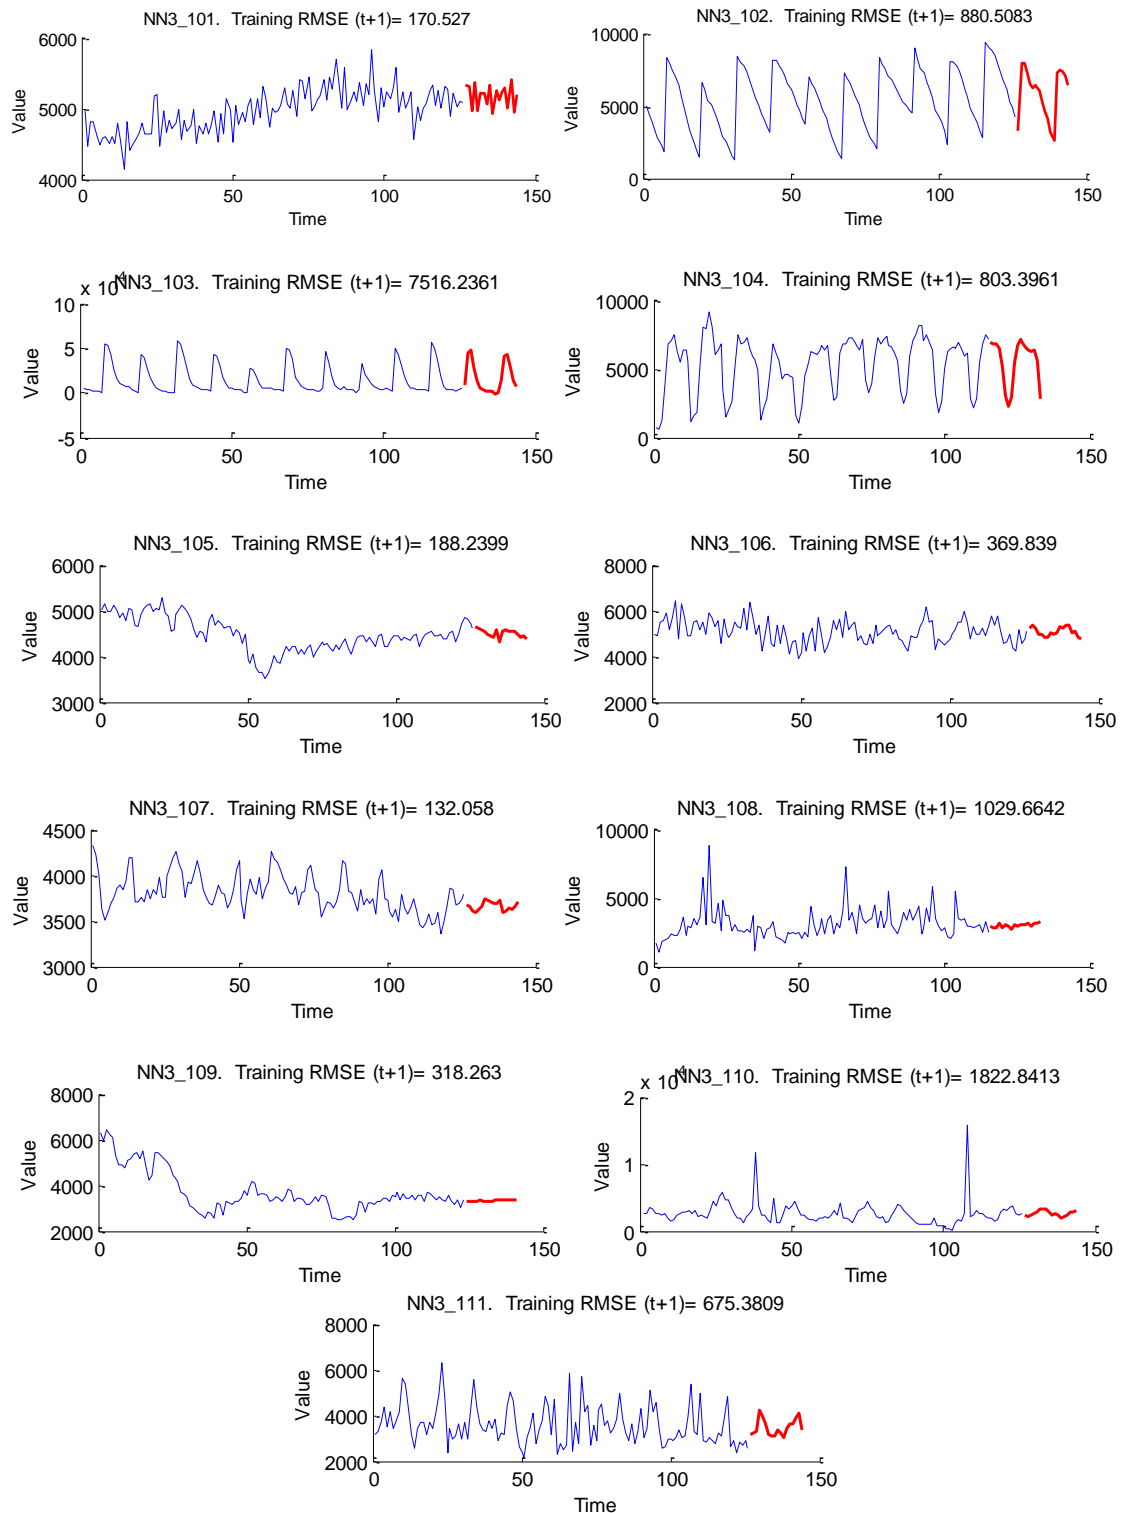 NN3_101. Training RMSE (t+1)= 170.527
6000
5000
4000
Value
0 50 100 150
Time
NN3_102. Training RMSE (t+1)= 880.5083
10000
5000
0
Value
0 50 100 150
Time
x 10^4
NN3_103. Training RMSE (t+1)= 7516.2361
10
5
0
-5
Value
0 50 100 150
Time
NN3_104. Training RMSE (t+1)= 803.3961
10000
5000
0
Value
0 50 100 150
Time
NN3_105. Training RMSE (t+1)= 188.2399
6000
5000
4000
3000
Value
0 50 100 150
Time
NN3_106. Training RMSE (t+1)= 369.839
8000
6000
4000
2000
Value
0 50 100 150
Time
NN3_107. Training RMSE (t+1)= 132.058
4500
4000
3500
3000
Value
0 50 100 150
Time
NN3_108. Training RMSE (t+1)= 1029.6642
10000
5000
0
Value
0 50 100 150
Time
NN3_109. Training RMSE (t+1)= 318.263
8000
6000
4000
2000
Value
0 50 100 150
Time
x 10^4
NN3_110. Training RMSE (t+1)= 1822.8413
2
1
0
Value
0 50 100 150
Time
NN3_111. Training RMSE (t+1)= 675.3809
8000
6000
4000
2000
Value
0 50 100 150
Time